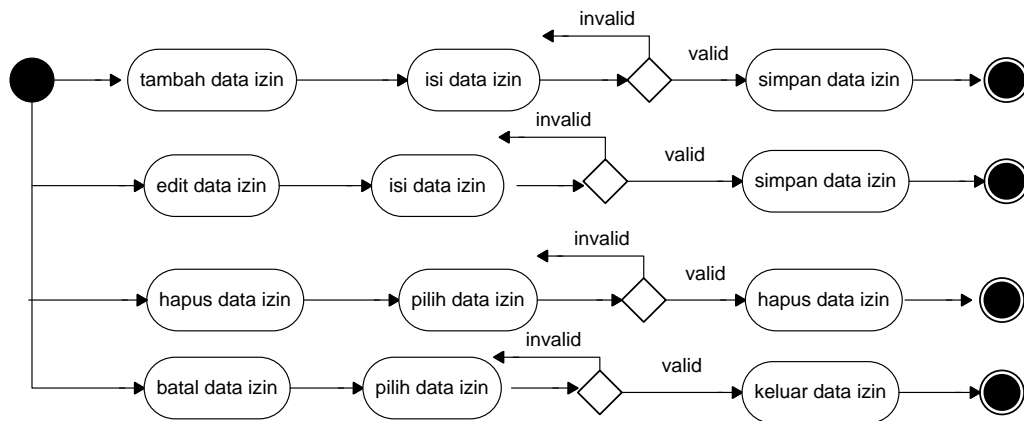 invalid
valid
tambah data izin
isi data izin
simpan data izin
invalid
valid
edit data izin
isi data izin
simpan data izin
invalid
valid
hapus data izin
pilih data izin
hapus data izin
invalid
valid
batal data izin
pilih data izin
keluar data izin